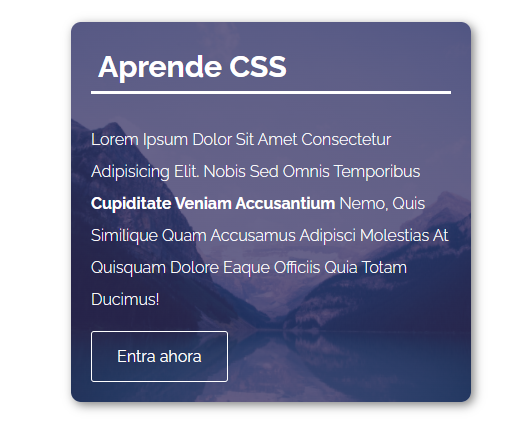 Aprende CSS
Lorem Ipsum Dolor Sit Amet Consectetur
Adipisicing Elit. Nobis Sed Omnis Temporibus
Cupiditate Veniam Accusantium Nemo, Quis
Similique Quam Accusamus Adipisci Molestias At
Quisquam Dolore Eaque Officiis Quia Totam
Ducimus!
Entra ahora